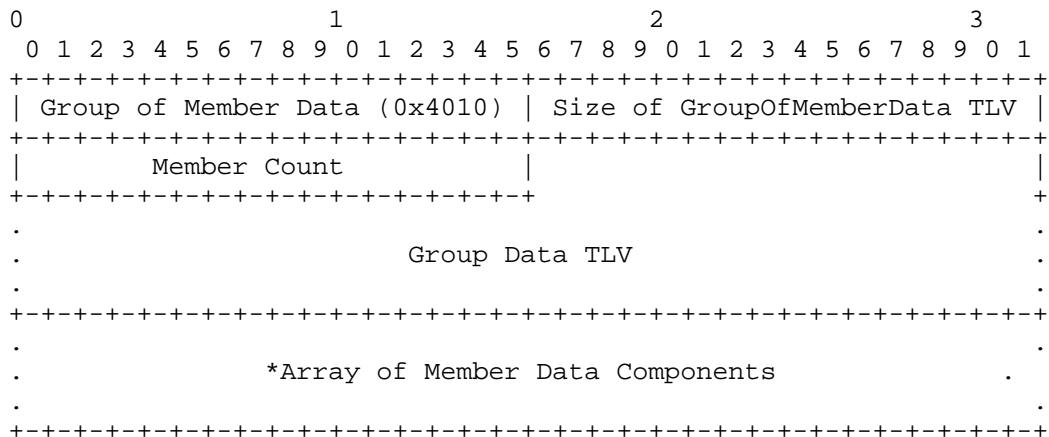 0                   1                   2                   3
 0 1 2 3 4 5 6 7 8 9 0 1 2 3 4 5 6 7 8 9 0 1 2 3 4 5 6 7 8 9 0 1
+-+-+-+-+-+-+-+-+-+-+-+-+-+-+-+-+-+-+-+-+-+-+-+-+-+-+-+-+-+-+-+-+
| Group of Member Data (0x4010) | Size of GroupOfMemberData TLV |
+-+-+-+-+-+-+-+-+-+-+-+-+-+-+-+-+-+-+-+-+-+-+-+-+-+-+-+-+-+-+-+-+
|        Member Count           |                               |
+-+-+-+-+-+-+-+-+-+-+-+-+-+-+-+-+                               +
.                                                               .
.                        Group Data TLV                         .
.                                                               .
+-+-+-+-+-+-+-+-+-+-+-+-+-+-+-+-+-+-+-+-+-+-+-+-+-+-+-+-+-+-+-+-+
.                                                               .
.               *Array of Member Data Components              .
.                                                               .
+-+-+-+-+-+-+-+-+-+-+-+-+-+-+-+-+-+-+-+-+-+-+-+-+-+-+-+-+-+-+-+-+